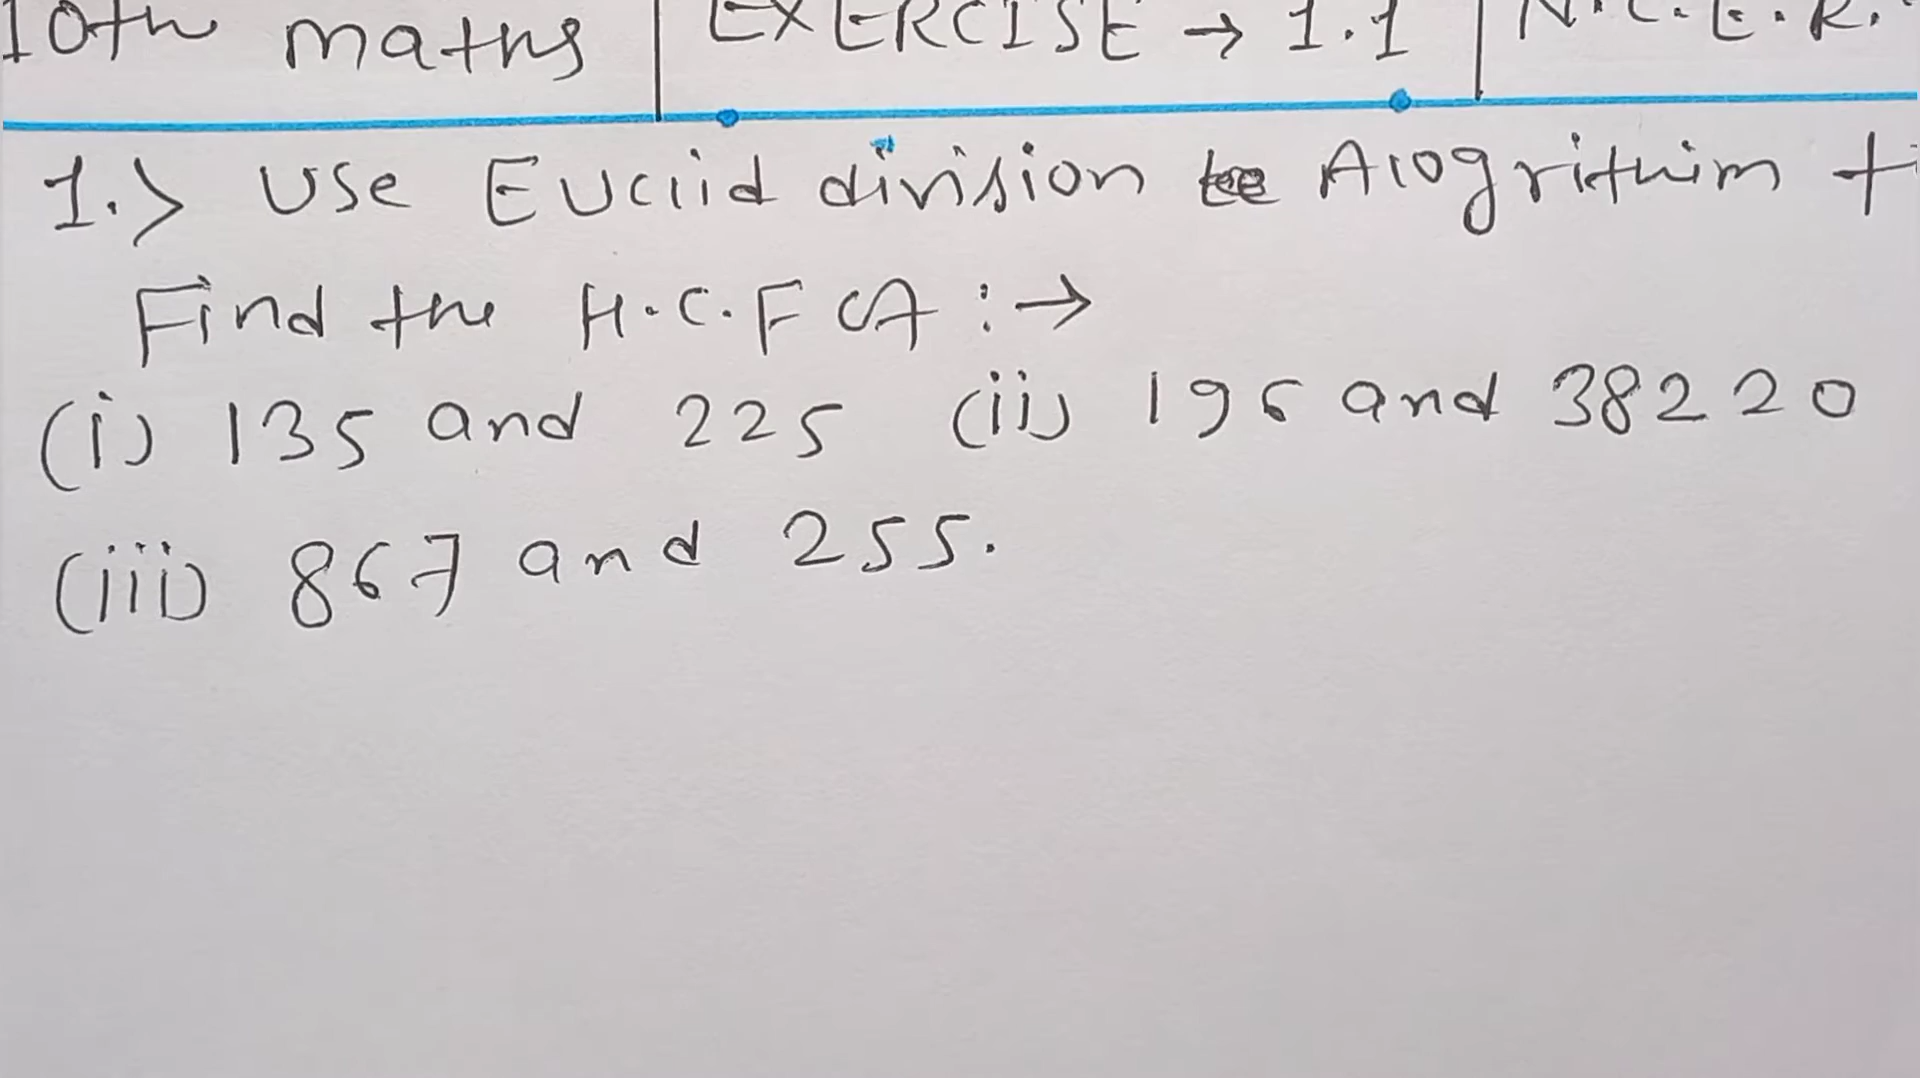 10th maths | EXERCISE → 1.1 | N.C.E.R.
1.> Use Euclid division Alogrithim t
Find the H.C.F OF :→
(i) 135 and 225 (ii) 196 and 38220
(iii) 867 and 255.